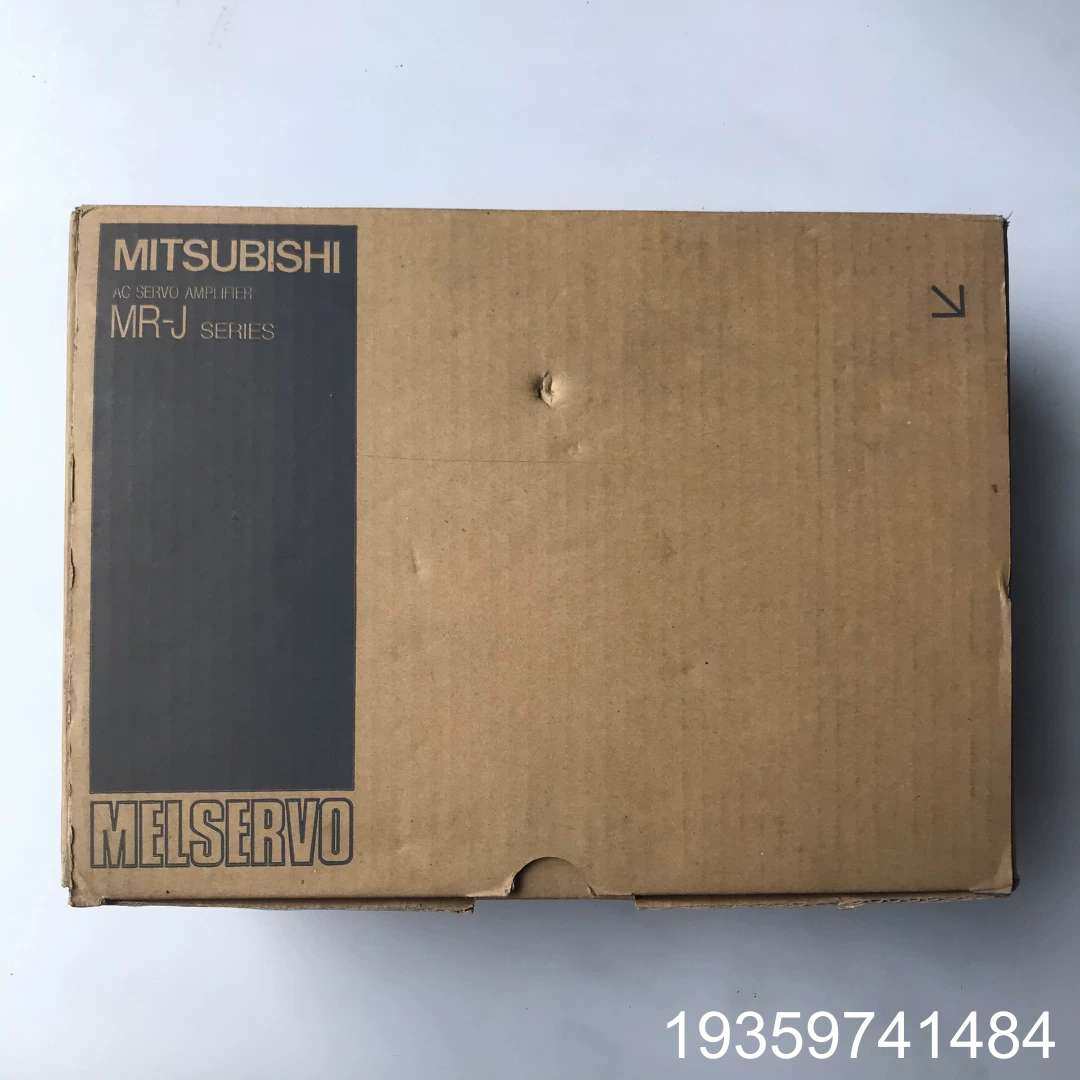 MITSUBISHI
AC SERVO AMPLIFIER
MR-J SERIES
MELSERVO
19359741484